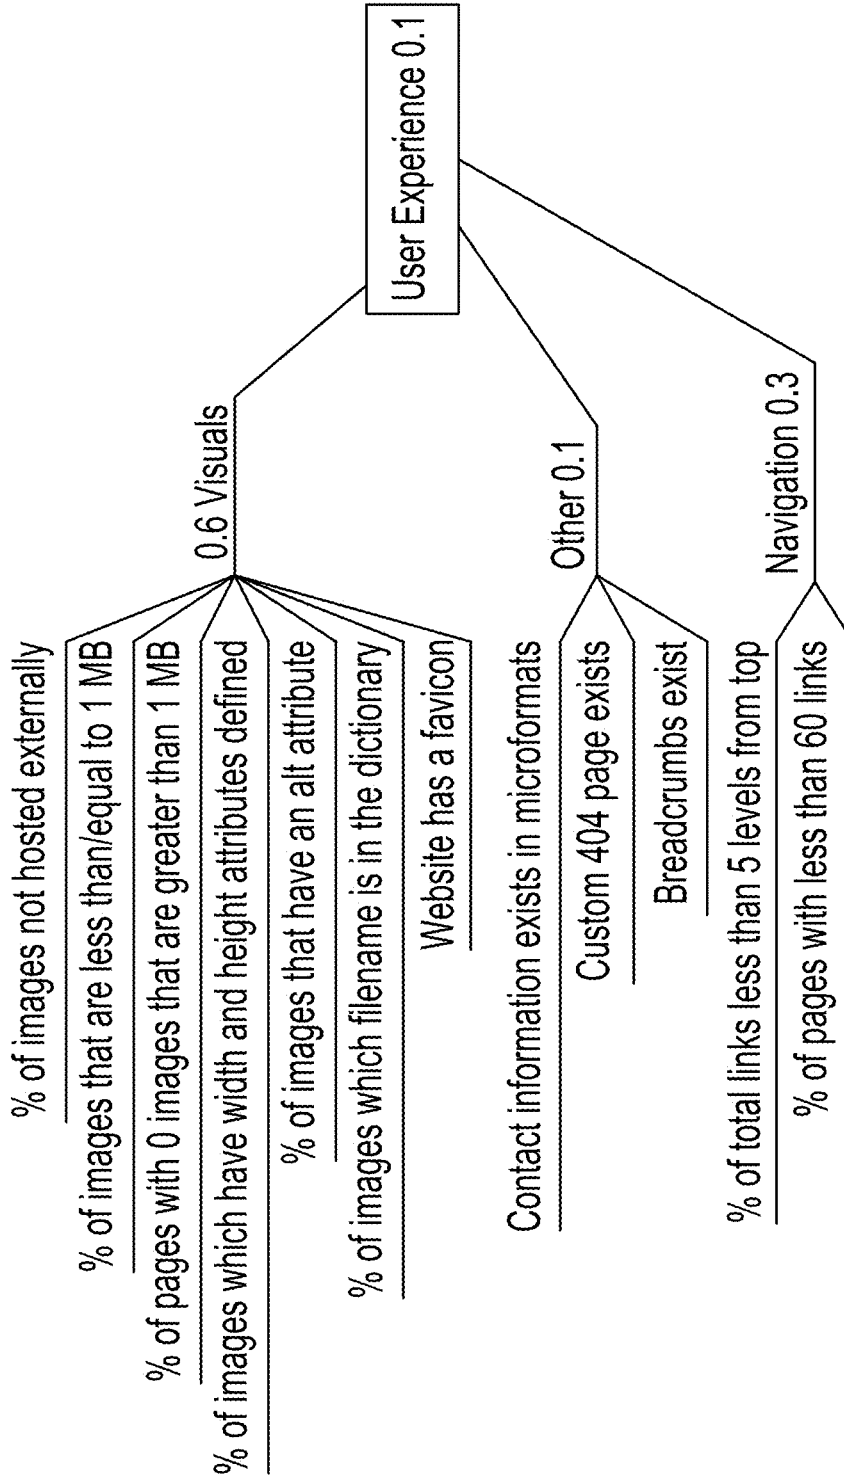 % of images not hosted externally
% of images that are less than/equal to 1 MB
% of pages with 0 images that are greater than 1 MB
% of images which have width and height attributes defined
% of images that have an alt attribute
% of images which filename is in the dictionary
Website has a favicon
0.6 Visuals
Contact information exists in microformats
Custom 404 page exists
Breadcrumbs exist
Other 0.1
% of total links less than 5 levels from top
% of pages with less than 60 links
Navigation 0.3
User Experience 0.1